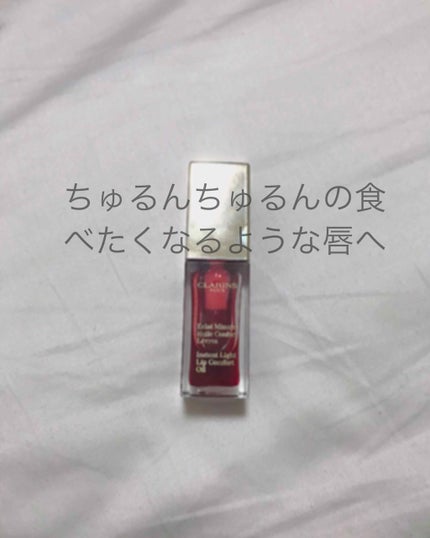 ちゅるんちゅるんの食
べたくなるような唇へ
CLARINS
PARIS
Eclat Minute
Huile Confort
Lèvres
Instant Light
Lip Comfort
Oil